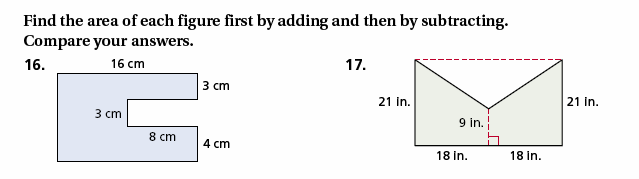 Find the area of each figure first by adding and then by subtracting.
Compare your answers.
16.
16 cm
3 cm
3 cm
8 cm
4 cm
17.
21 in.
21 in.
9 in.
18 in.
18 in.